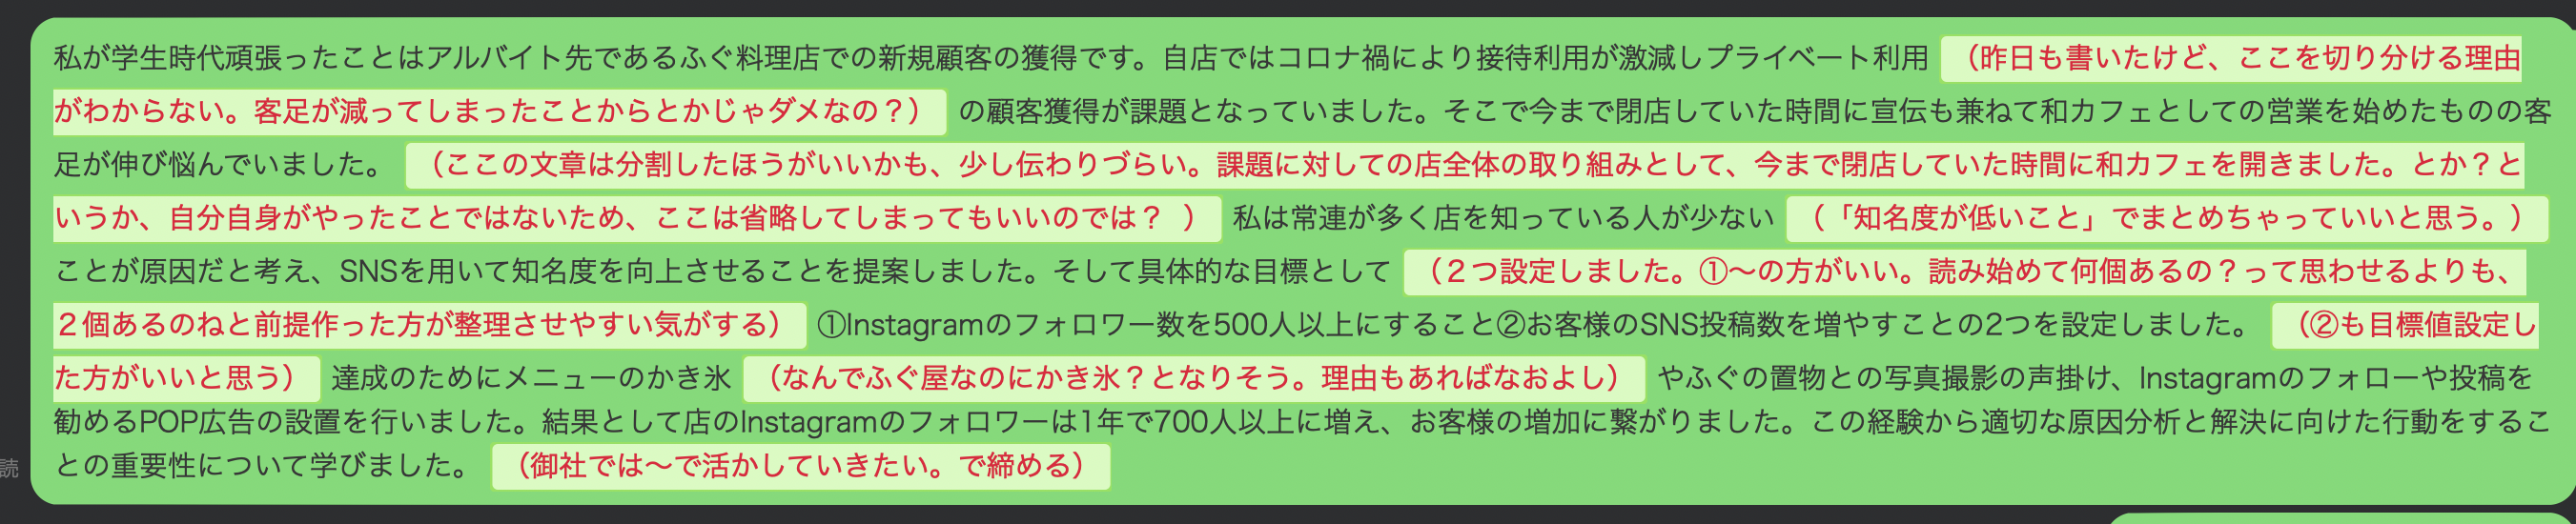 私が学生時代頑張ったことはアルバイト先であるふぐ料理店での新規顧客の獲得です。自店ではコロナ禍により接待利用が激減しプライベート利用（昨日も書いたけど、ここを切り分ける理由
がわからない。客足が減ってしまったことからとかじゃダメなの？）の顧客獲得が課題となっていました。そこで今まで閉店していた時間に宣伝も兼ねて和カフェとしての営業を始めたものの客
足が伸び悩んでいました。（ここの文章は分割したほうがいいかも、少し伝わりづらい。課題に対しての店全体の取り組みとして、今まで閉店していた時間に和カフェを開きました。とか？と
いうか、自分自身がやったことではないため、ここは省略してしまってもいいのでは？ ）私は常連が多く店を知っている人が少ない（「知名度が低いこと」でまとめちゃっていいと思う。）
ことが原因だと考え、SNSを用いて知名度を向上させることを提案しました。そして具体的な目標として（２つ設定しました。①〜の方がいい。読み始めて何個あるの？って思わせるよりも、
２個あるのねと前提作った方が整理させやすい気がする）①Instagramのフォロワー数を500人以上にすること②お客様のSNS投稿数を増やすことの2つを設定しました。（②も目標値設定し
た方がいいと思う）達成のためにメニューのかき氷（なんでふぐ屋なのにかき氷？となりそう。理由もあればなおよし）やふぐの置物との写真撮影の声掛け、Instagramのフォローや投稿を
勧めるPOP広告の設置を行いました。結果として店のInstagramのフォロワーは1年で700人以上に増え、お客様の増加に繋がりました。この経験から適切な原因分析と解決に向けた行動をするこ
との重要性について学びました。（御社では〜で活かしていきたい。で締める）
読